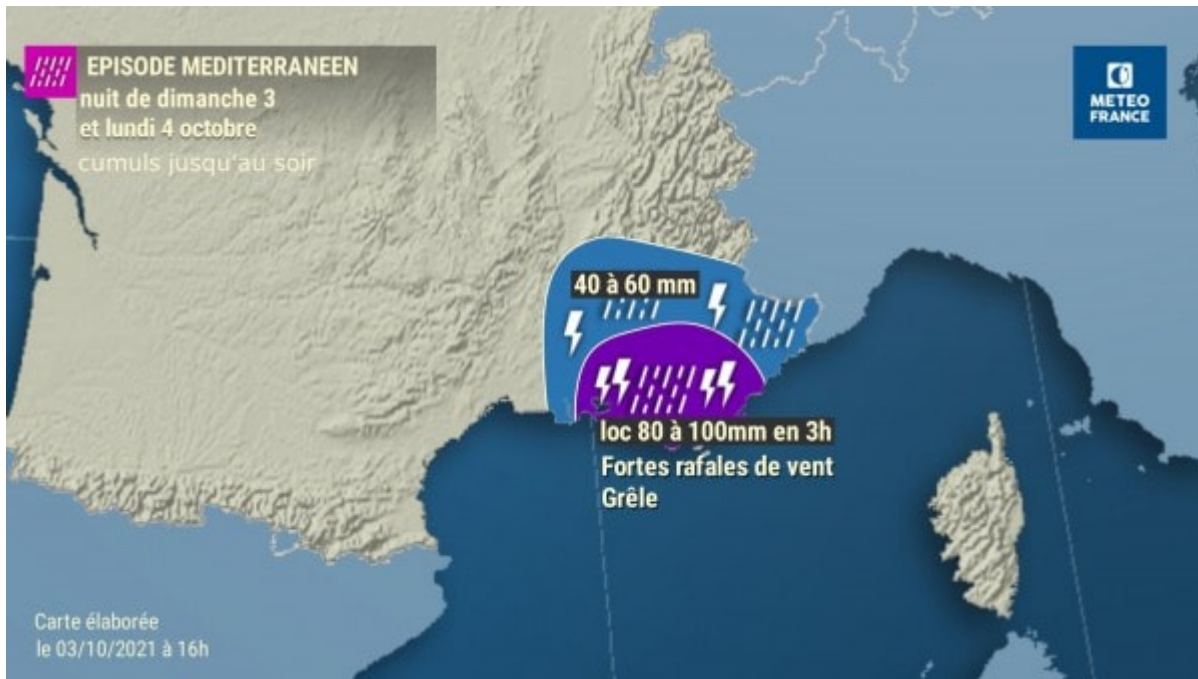 EPISODE MEDITERRANEEN
nuit de dimanche 3
et lundi 4 octobre
cumuls jusqu'au soir
METEO
FRANCE
40 à 60 mm
loc 80 à 100mm en 3h
Fortes rafales de vent
Grêle
Carte élaborée
le 03/10/2021 à 16h